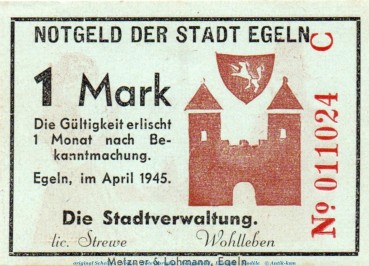 NOTGELD DER STADT EGELN
1 Mark
Die Gültigkeit erlischt
1 Monat nach Be-
kanntmachung.
Egeln, im April 1945.
Die Stadtverwaltung.
lic. Strewe Wohlleben
Melzner & Lohmann, Egeln
Nº 011024 C